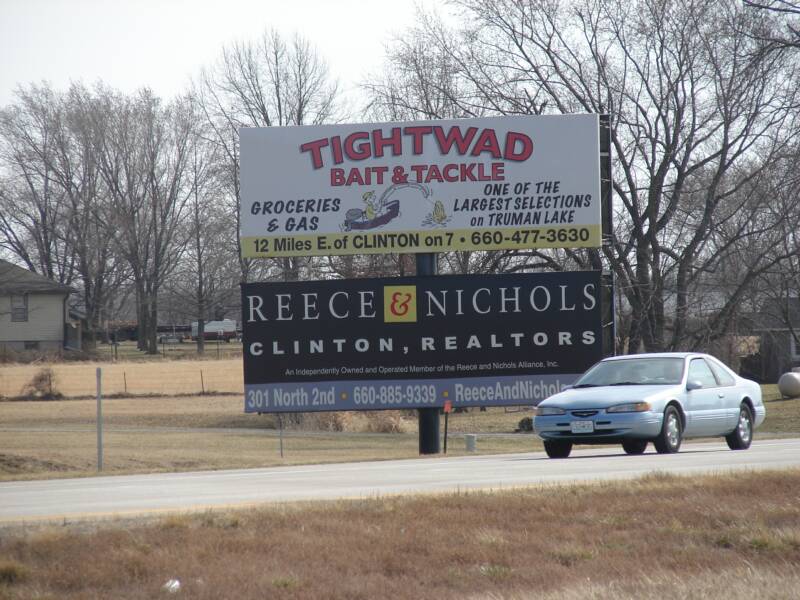 TIGHTWAD
BAIT & TACKLE
GROCERIES
& GAS
ONE OF THE
LARGEST SELECTIONS
on TRUMAN LAKE
12 Miles E. of CLINTON on 7 • 660-477-3630
REECE & NICHOLS
CLINTON, REALTORS
An Independently Owned and Operated Member of the Reece and Nichols Alliance, Inc.
301 North 2nd • 660-885-9339 • ReeceAndNichol